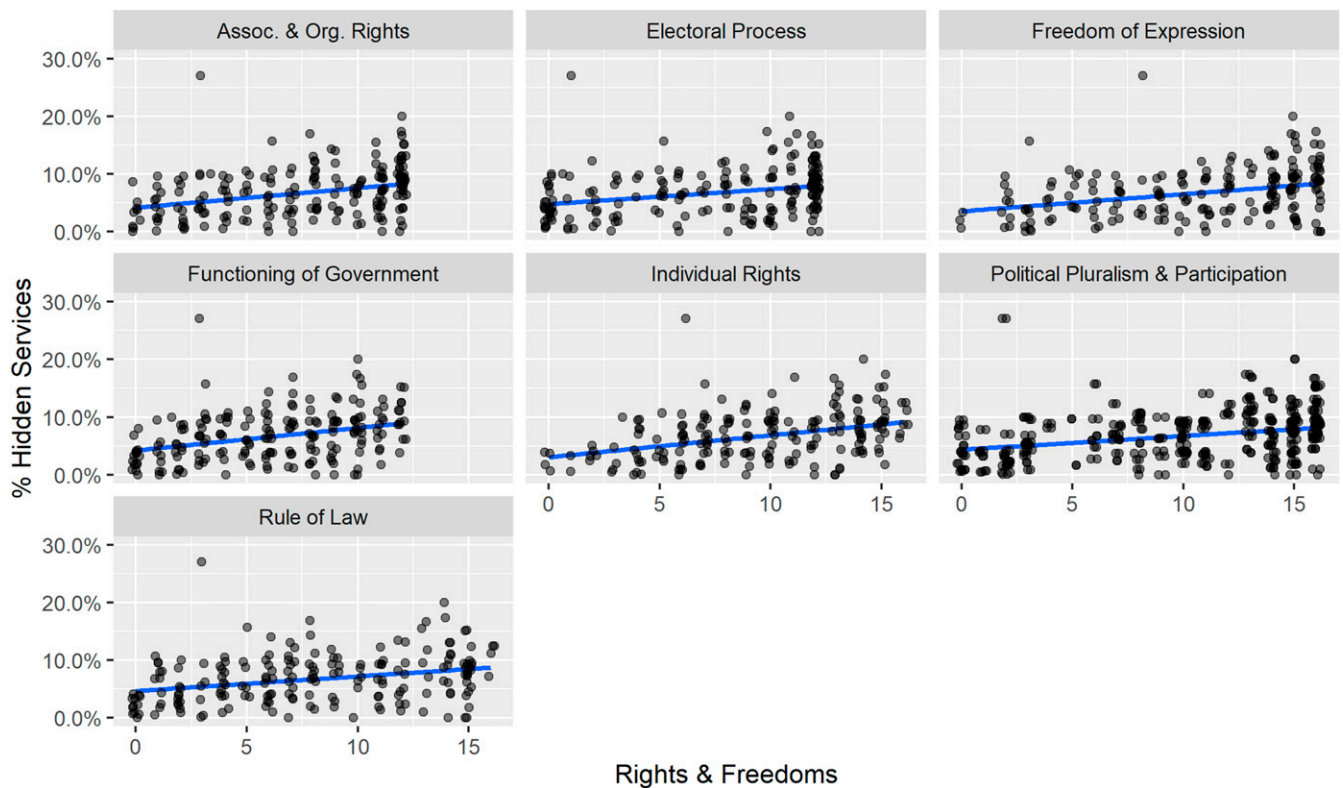 Assoc. & Org. Rights
Electoral Process
Freedom of Expression
30.0%
20.0%
10.0%
0.0%
Functioning of Government
Individual Rights
Political Pluralism & Participation
30.0%
20.0%
10.0%
0.0%
0 5 10 15
0 5 10 15
Rule of Law
30.0%
20.0%
10.0%
0.0%
0 5 10 15
% Hidden Services
Rights & Freedoms